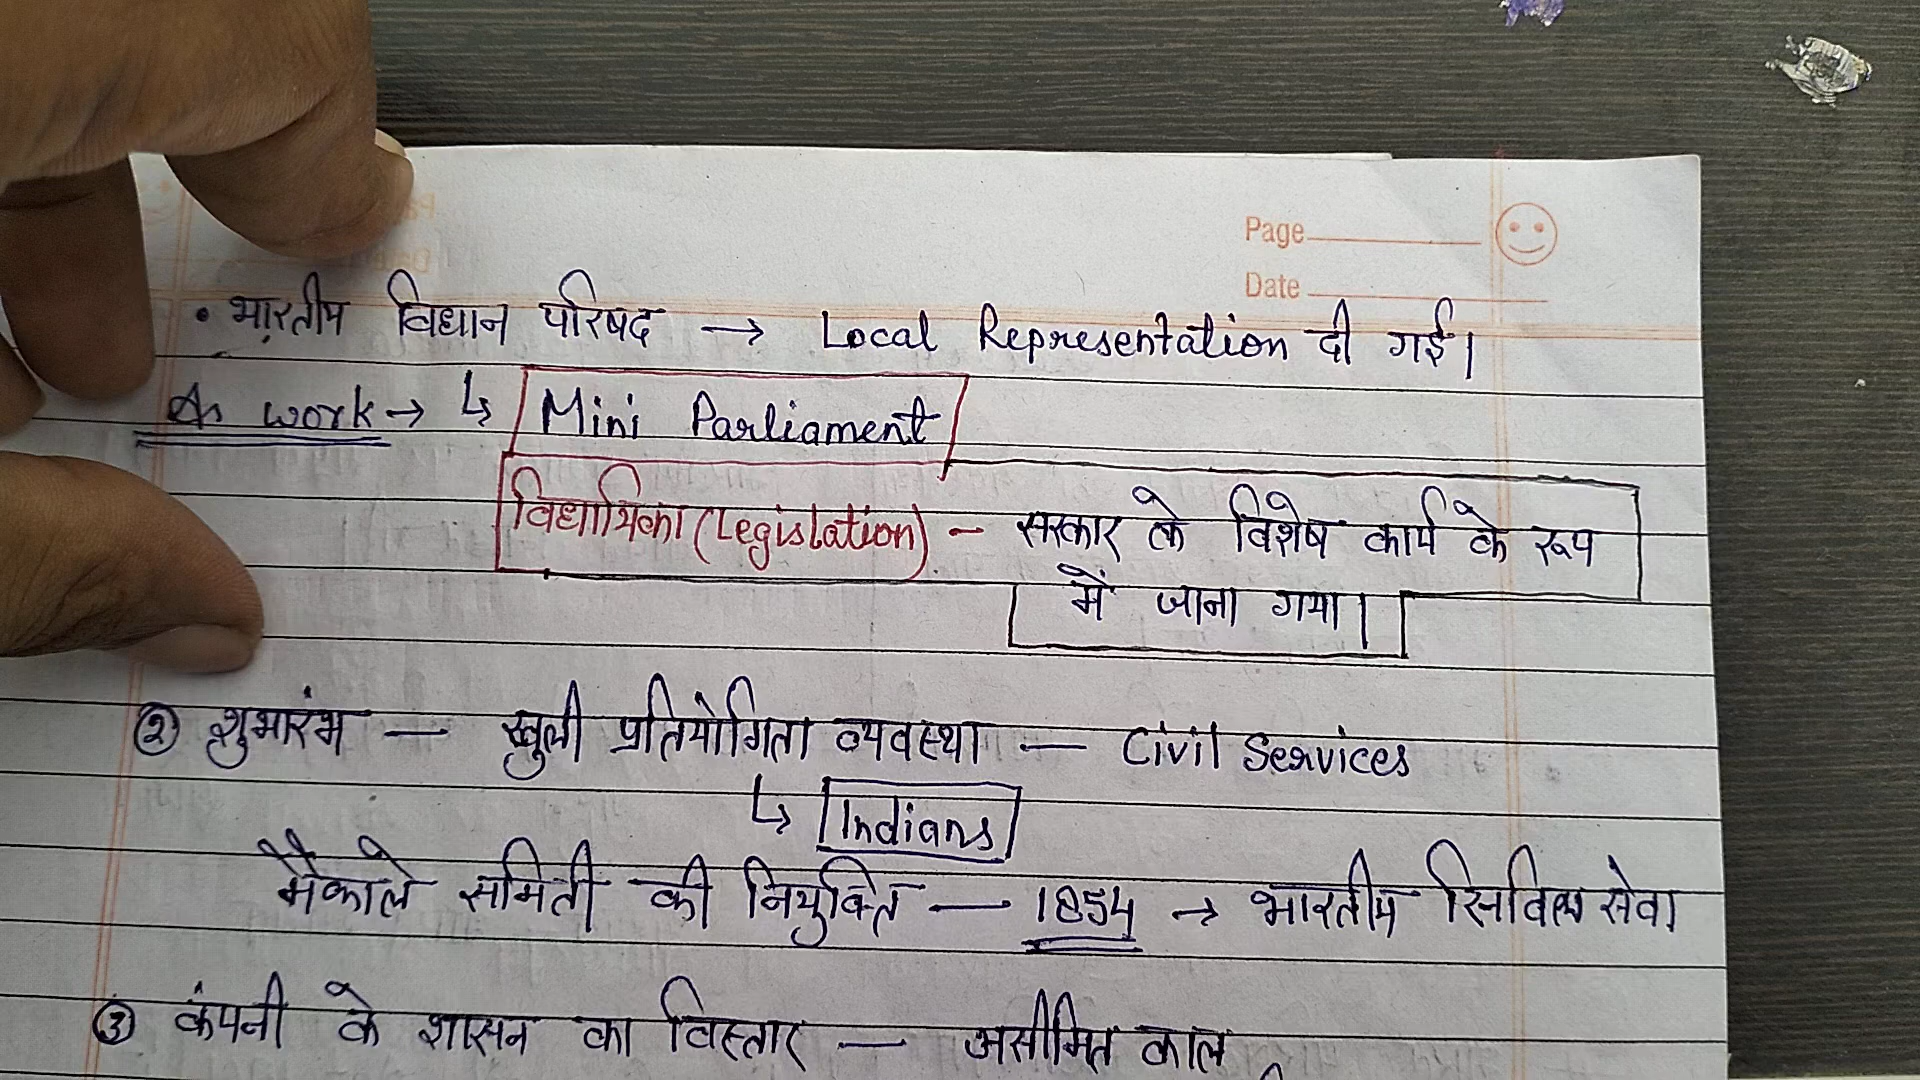 Page
Date
• भारतीय विधान परिषद → Local Representation दी गई।
As work → ↳ Mini Parliament
विधायिका (Legislation) - सरकार के विशेष कार्य के रूप
में जाना गया।
② शुभारंभ — खुली प्रतियोगिता व्यवस्था — Civil Services
↳ Indians
मैकाले समिती की नियुक्ति — 1854 → भारतीय सिविल सेवा
③ कंपनी के शासन का विस्तार — असीमित काल